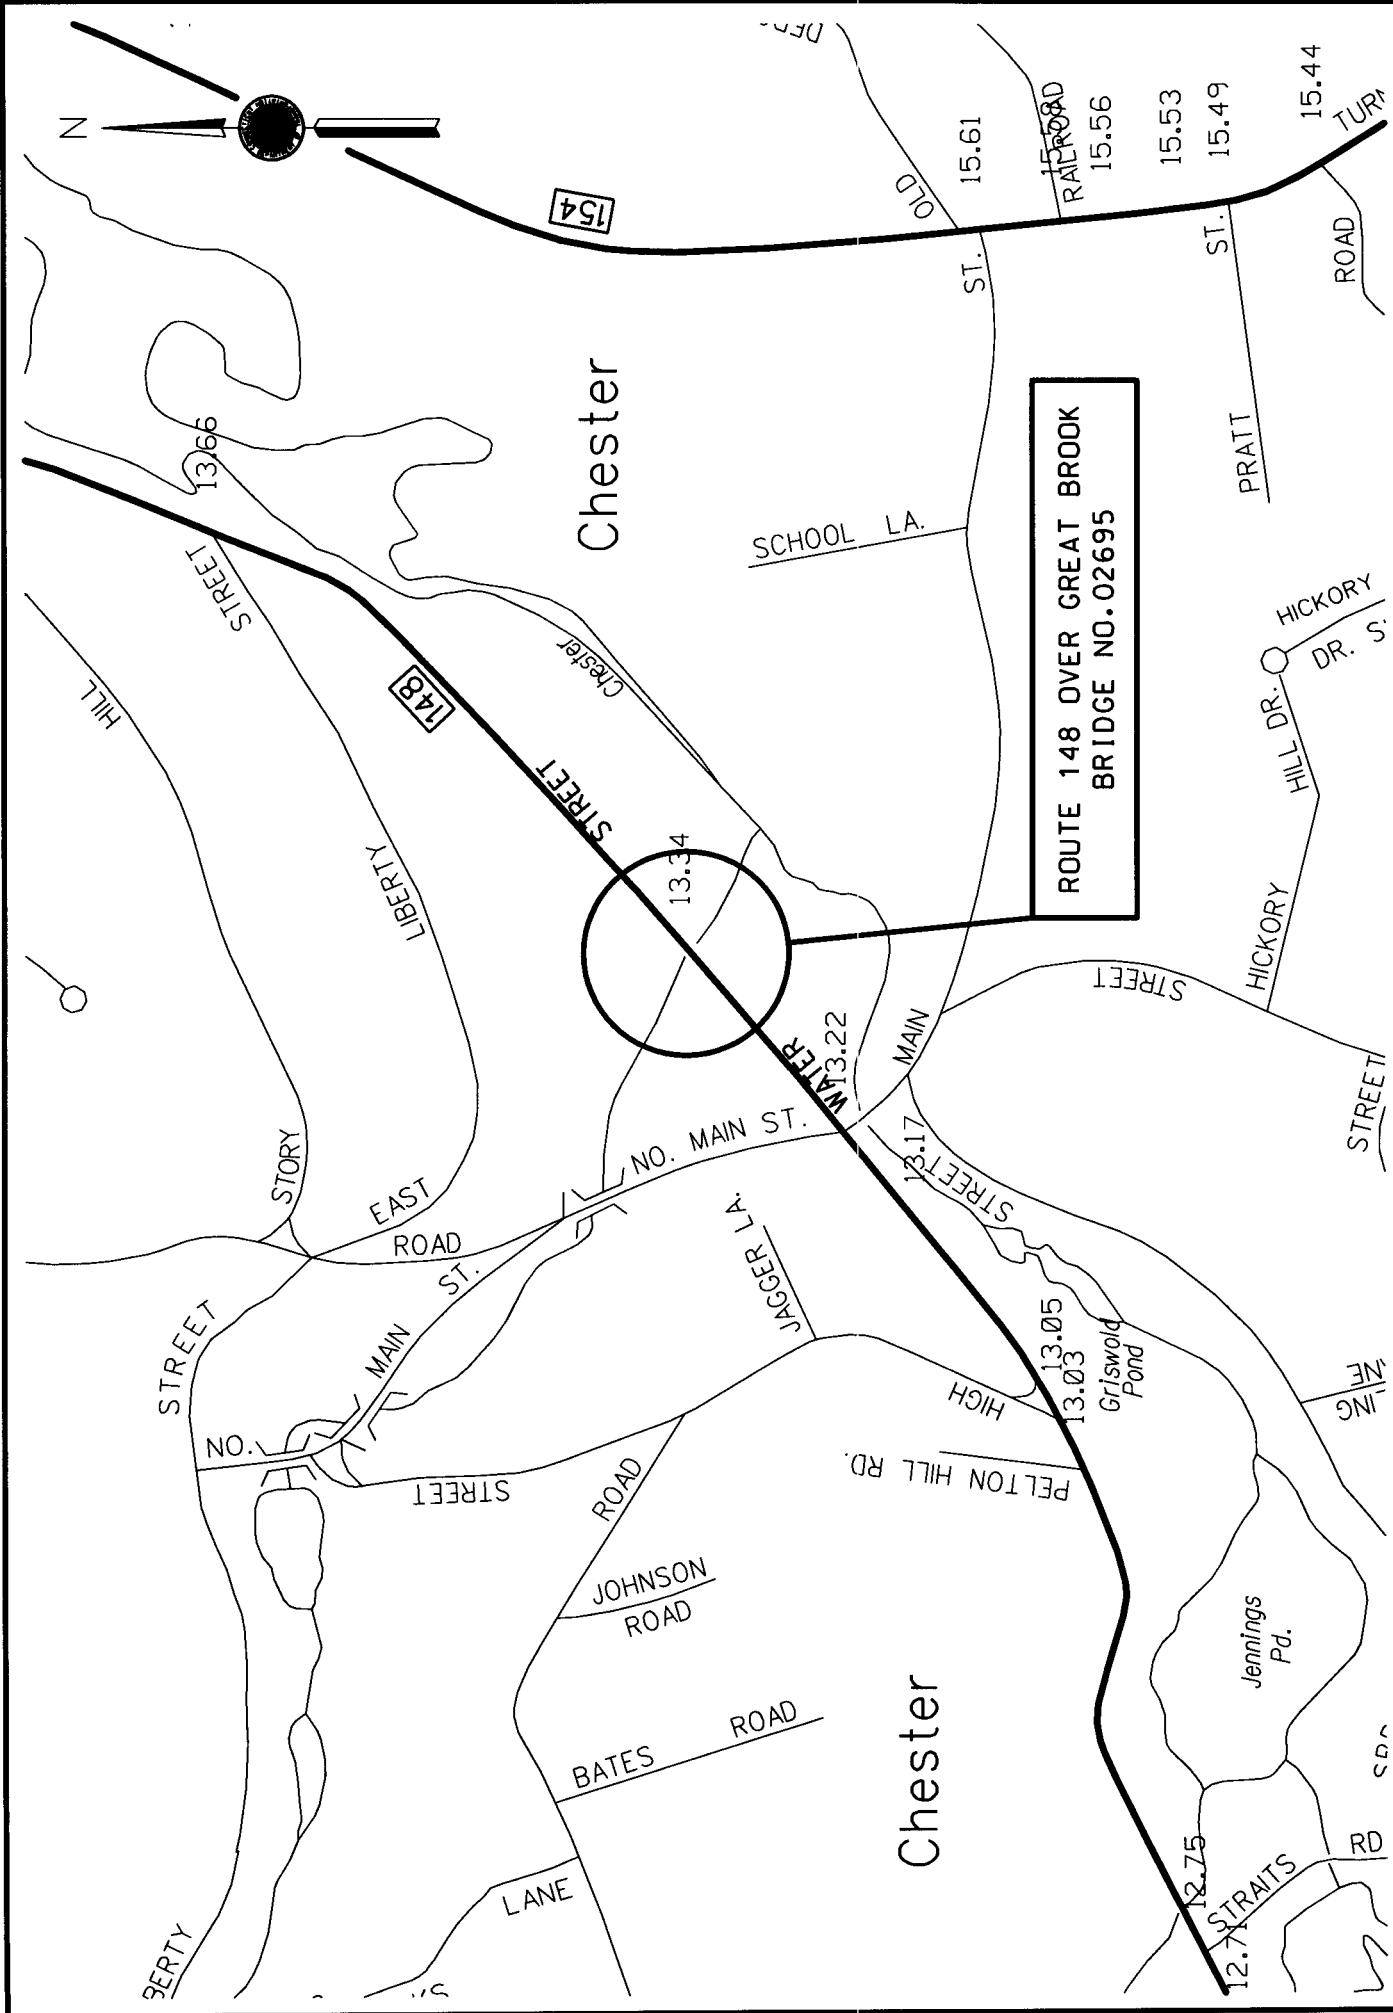 N
154
OLD
15.61
RAILROAD
15.56
15.53
15.49
15.44
ST.
ST.
ROAD
13.66
STREET
Chester
SCHOOL LA.
PRATT
HILL
148
Chester
ROUTE 148 OVER GREAT BROOK
BRIDGE NO.02695
HICKORY
DR.
HILL DR.
STREET
LIBERTY
13.34
HICKORY
STREET
WATER
13.22
MAIN
STREET
STORY
EAST
ROAD
NO. MAIN ST.
13.17
STREET
STREET
ST.
MAIN
NO.
JAGGER LA.
HIGH
13.05
13.03
Griswold
Pond
STREET
ROAD
PELTON HILL RD.
JOHNSON
ROAD
BATES ROAD
Chester
Jennings
Pd.
LANE
12.75
STRAITS
RD
12.71